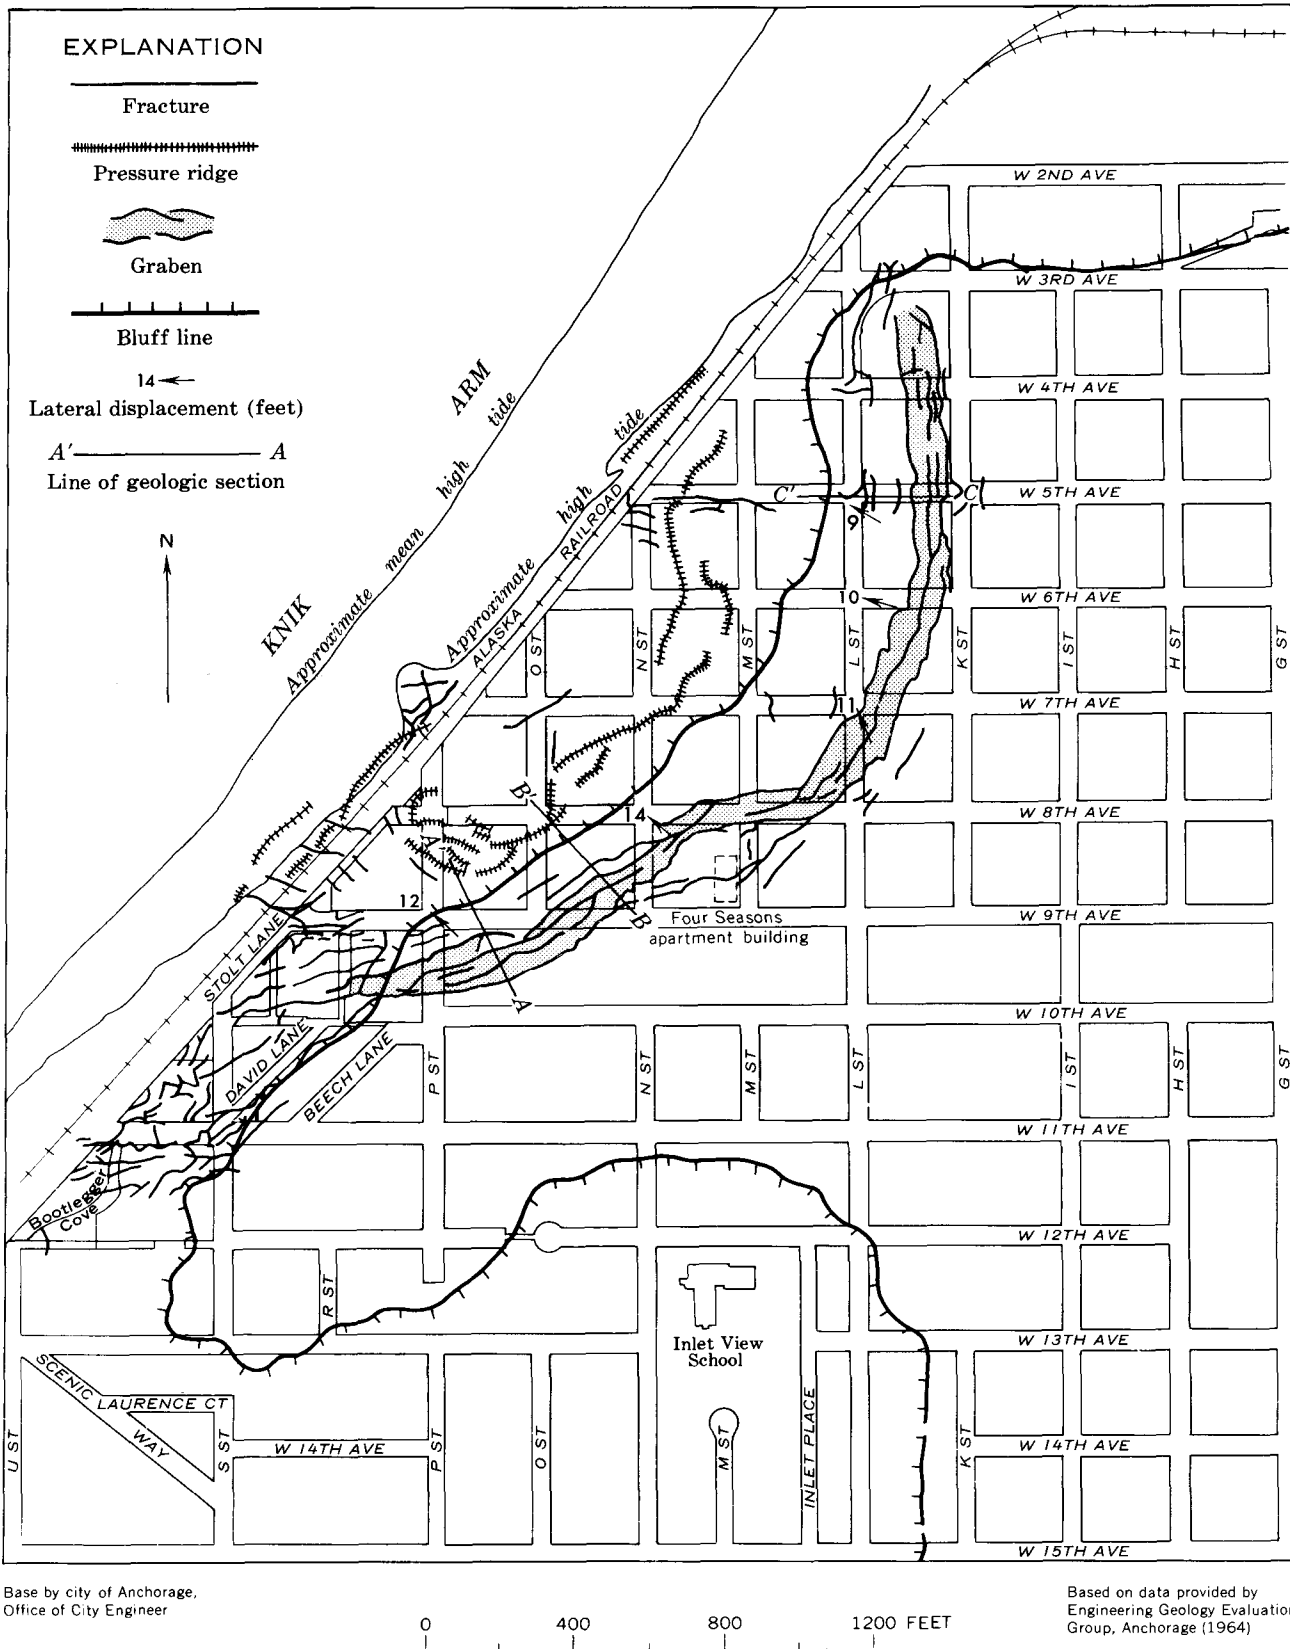 EXPLANATION
Fracture
Pressure ridge
Graben
Bluff line
14
Lateral displacement (feet)
A' A
Line of geologic section
N
KNIK
ARM
Approximate mean high tide
Approximate high tide
ALASKA RAILROAD
W 2ND AVE
W 3RD AVE
W 4TH AVE
C' C
W 5TH AVE
9
10
W 6TH AVE
O ST
N ST
M ST
L ST
K ST
I ST
H ST
G ST
11
W 7TH AVE
B'
14
W 8TH AVE
A'
12
B
Four Seasons
apartment building
W 9TH AVE
STOLT LANE
A
W 10TH AVE
DAVID LANE
BEECH LANE
P ST
N ST
M ST
L ST
I ST
H ST
G ST
W 11TH AVE
Bootlegger
Cove
W 12TH AVE
R ST
Inlet View
School
W 13TH AVE
SCENIC WAY
LAURENCE CT
U ST
S ST
W 14TH AVE
P ST
O ST
M ST
INLET PLACE
K ST
W 14TH AVE
W 15TH AVE
Base by city of Anchorage,
Office of City Engineer
Based on data provided by
Engineering Geology Evaluation
Group, Anchorage (1964)
0 400 800 1200 FEET